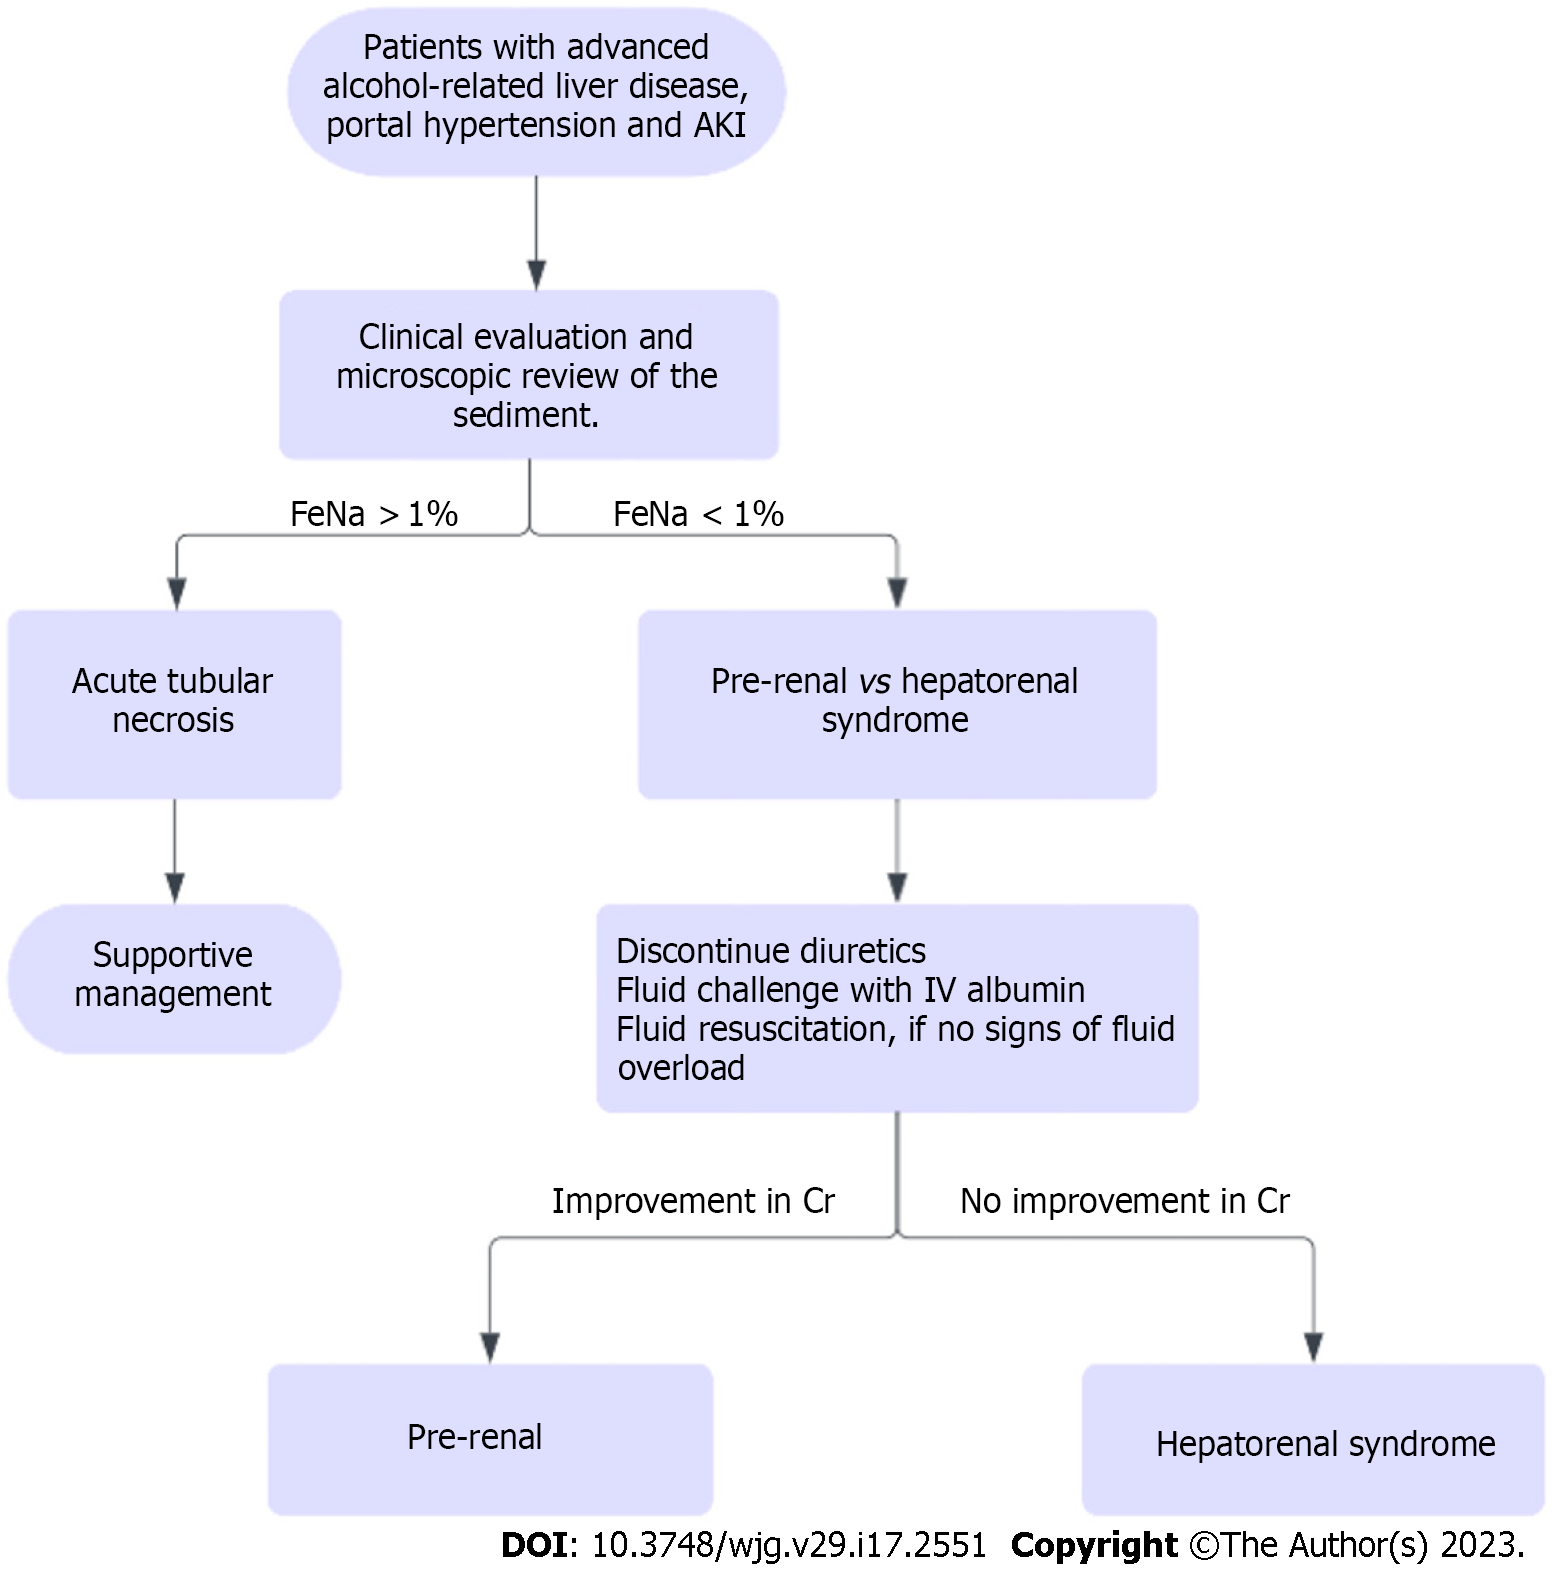 Patients with advanced
alcohol-related liver disease,
portal hypertension and AKI
Clinical evaluation and
microscopic review of the
sediment.
FeNa > 1%
FeNa < 1%
Acute tubular
necrosis
Pre-renal vs hepatorenal
syndrome
Supportive
management
Discontinue diuretics
Fluid challenge with IV albumin
Fluid resuscitation, if no signs of fluid
overload
Improvement in Cr
No improvement in Cr
Pre-renal
Hepatorenal syndrome
DOI: 10.3748/wjg.v29.i17.2551 Copyright ©The Author(s) 2023.